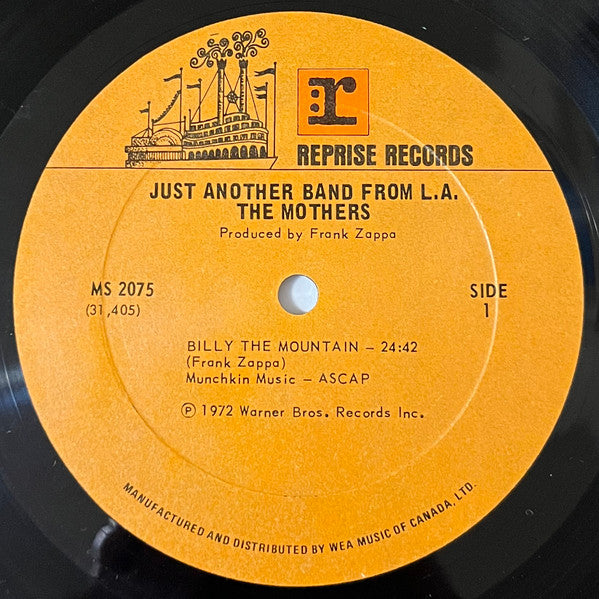 r
REPRISE RECORDS
JUST ANOTHER BAND FROM L.A.
THE MOTHERS
Produced by Frank Zappa
MS 2075
(31,405)
SIDE
1
BILLY THE MOUNTAIN – 24:42
(Frank Zappa)
Munchkin Music – ASCAP
Ⓟ 1972 Warner Bros. Records Inc.
MANUFACTURED AND DISTRIBUTED BY WEA MUSIC OF CANADA, LTD.